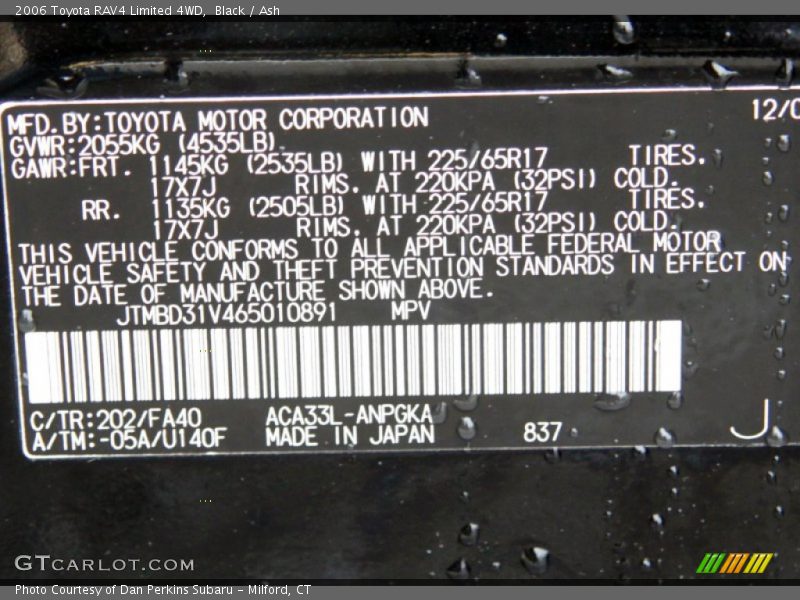 2006 Toyota RAV4 Limited 4WD,  Black / Ash
MFD.BY:TOYOTA MOTOR CORPORATION 12/0
GVWR:2055KG (4535LB)
GAWR:FRT. 1145KG (2535LB) WITH 225/65R17 TIRES.
17X7J RIMS. AT 220KPA (32PSI) COLD.
RR. 1135KG (2505LB) WITH 225/65R17 TIRES.
17X7J RIMS. AT 220KPA (32PSI) COLD.
THIS VEHICLE CONFORMS TO ALL APPLICABLE FEDERAL MOTOR
VEHICLE SAFETY AND THEFT PREVENTION STANDARDS IN EFFECT ON
THE DATE OF MANUFACTURE SHOWN ABOVE.
JTMBD31V465010891 MPV
C/TR:202/FA40 ACA33L-ANPGKA
A/TM:-05A/U140F MADE IN JAPAN 837
GTCARLOT.COM
Photo Courtesy of Dan Perkins Subaru - Milford, CT